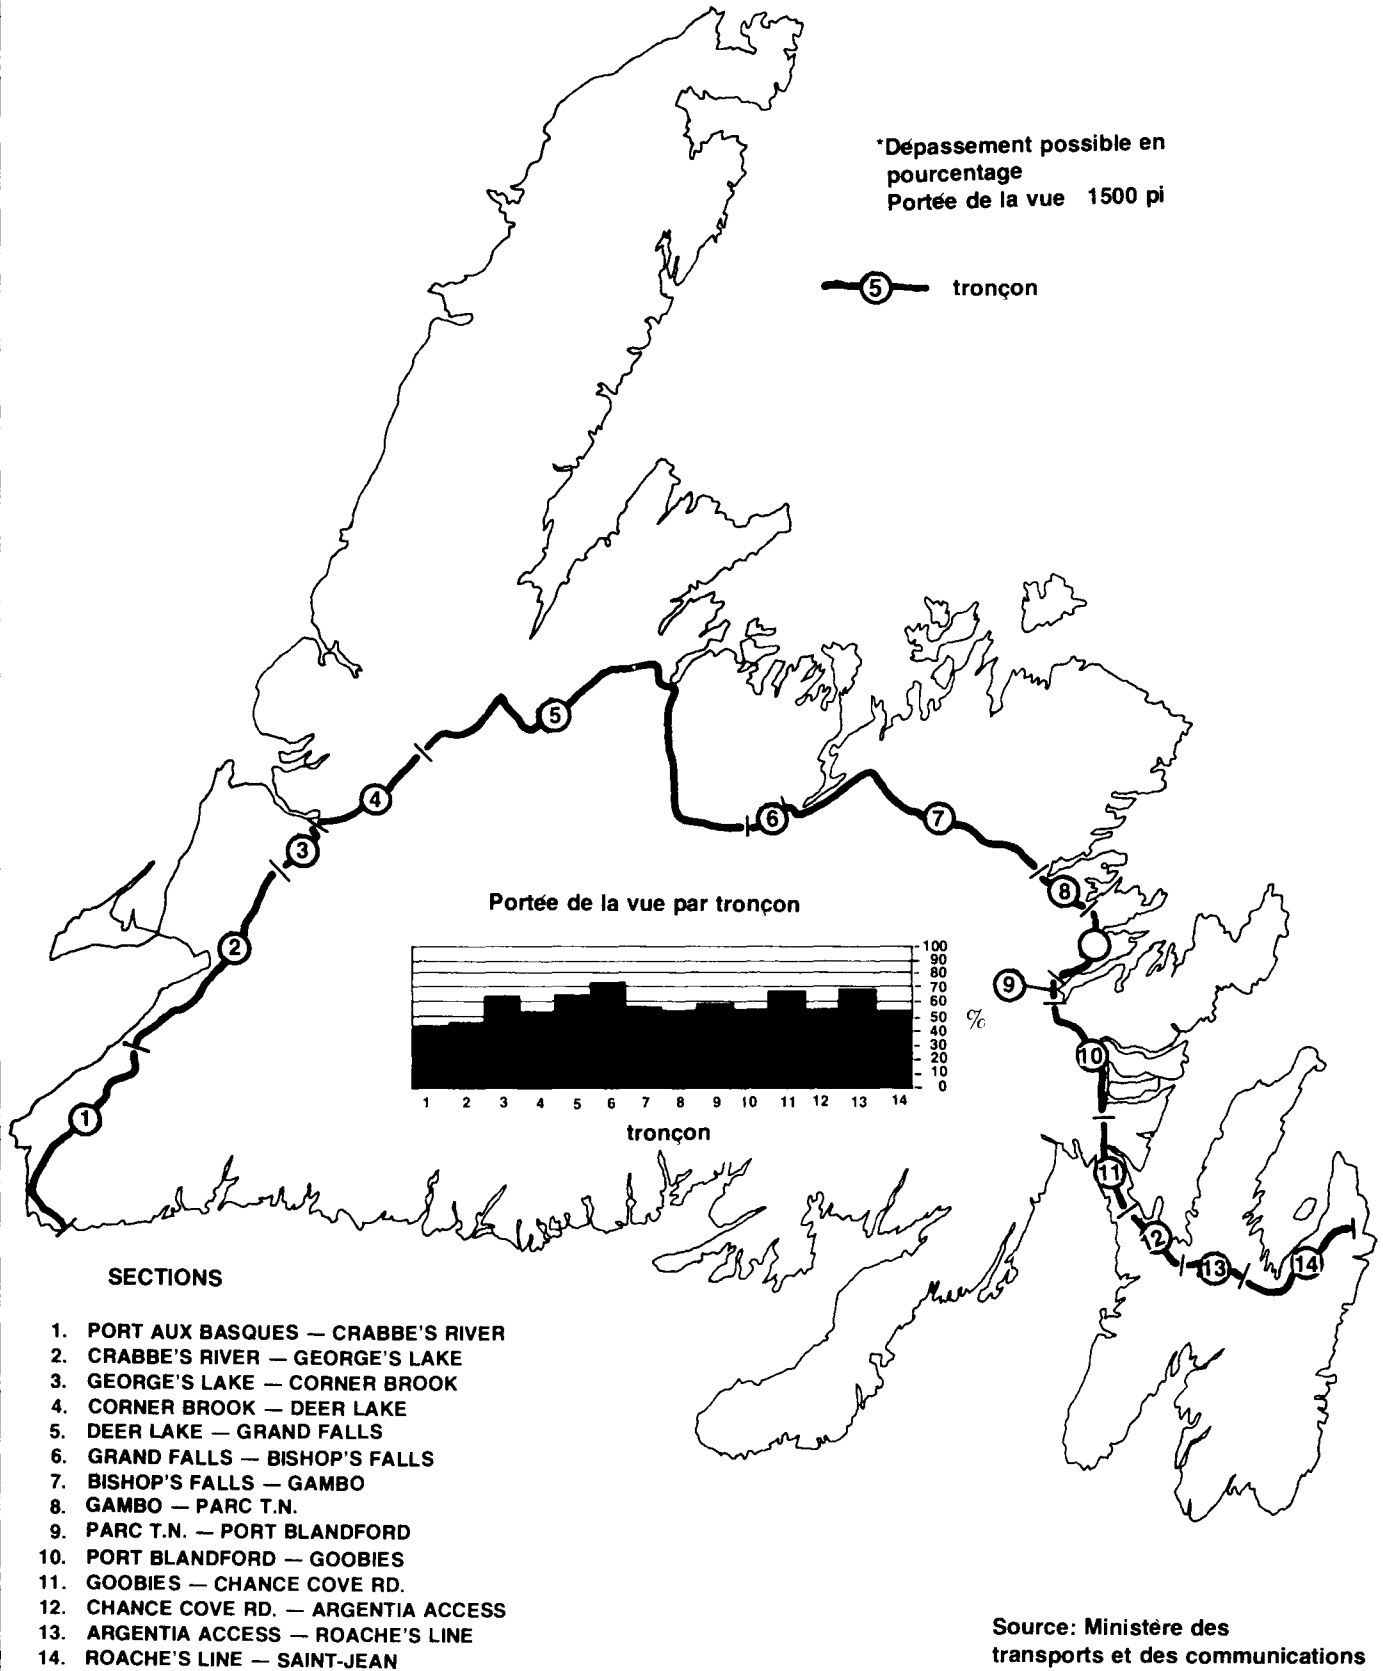 *Dépassement possible en
pourcentage
Portée de la vue 1500 pi
5 tronçon
5
4
3
2
1
6
7
8
9
10
11
12
13
14
Portée de la vue par tronçon
100
90
80
70
60
50
40
30
20
10
0
%
1 2 3 4 5 6 7 8 9 10 11 12 13 14
tronçon
SECTIONS
1. PORT AUX BASQUES — CRABBE'S RIVER
2. CRABBE'S RIVER — GEORGE'S LAKE
3. GEORGE'S LAKE — CORNER BROOK
4. CORNER BROOK — DEER LAKE
5. DEER LAKE — GRAND FALLS
6. GRAND FALLS — BISHOP'S FALLS
7. BISHOP'S FALLS — GAMBO
8. GAMBO — PARC T.N.
9. PARC T.N. — PORT BLANDFORD
10. PORT BLANDFORD — GOOBIES
11. GOOBIES — CHANCE COVE RD.
12. CHANCE COVE RD. — ARGENTIA ACCESS
13. ARGENTIA ACCESS — ROACHE'S LINE
14. ROACHE'S LINE — SAINT-JEAN
Source: Ministère des
transports et des communications